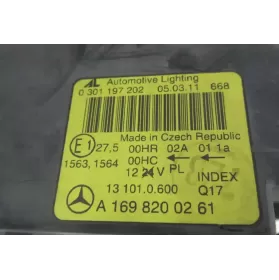 AL Automotive Lighting
0 301 197 202 05.03.11 668
Made in Czech Republic
E1 27,5 00HR 02A 01 1a
1563, 1564 00HC ← ←
12 V PL INDEX
13 101.0.600 Q17
A 169 820 02 61